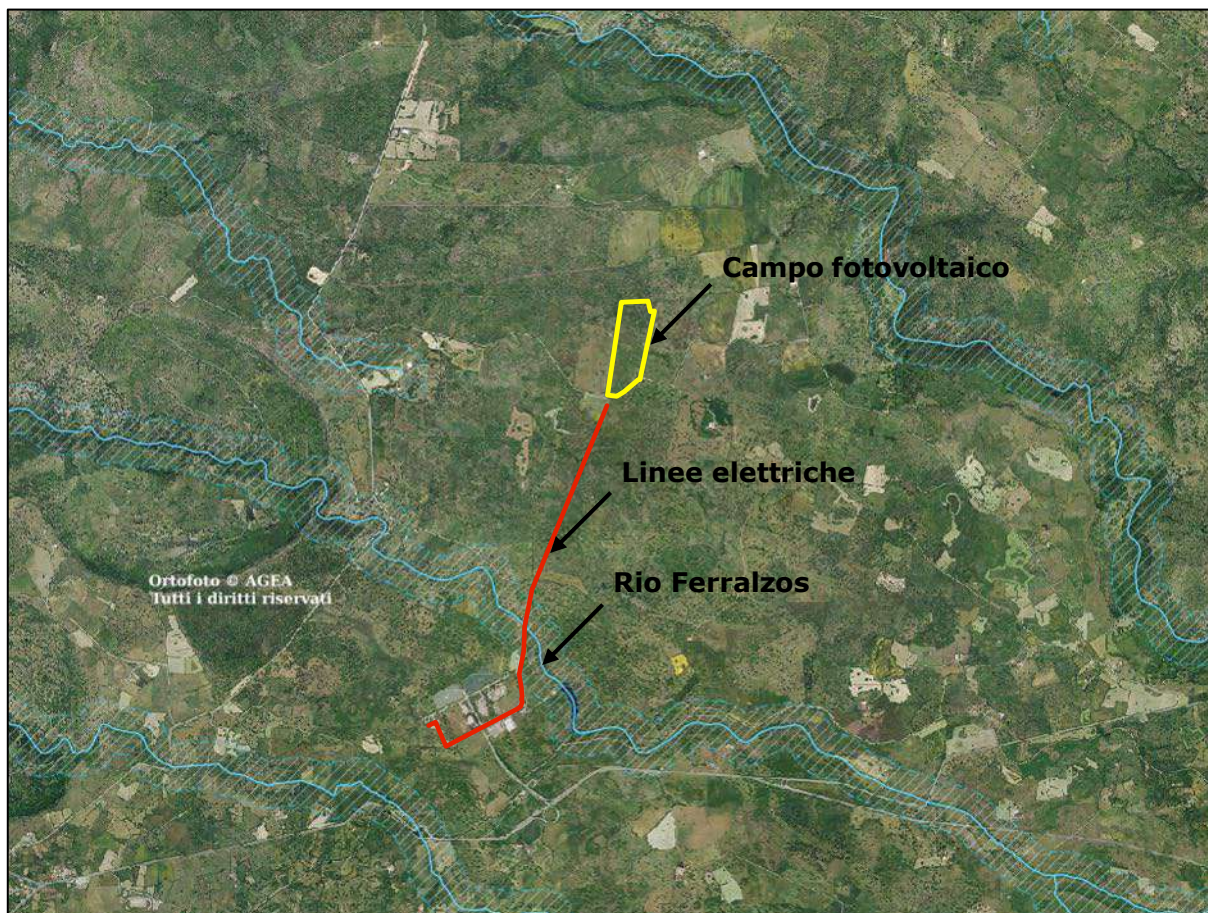 Campo fotovoltaico
Linee elettriche
Rio Ferralzos
Ortofoto © AGEA
Tutti i diritti riservati